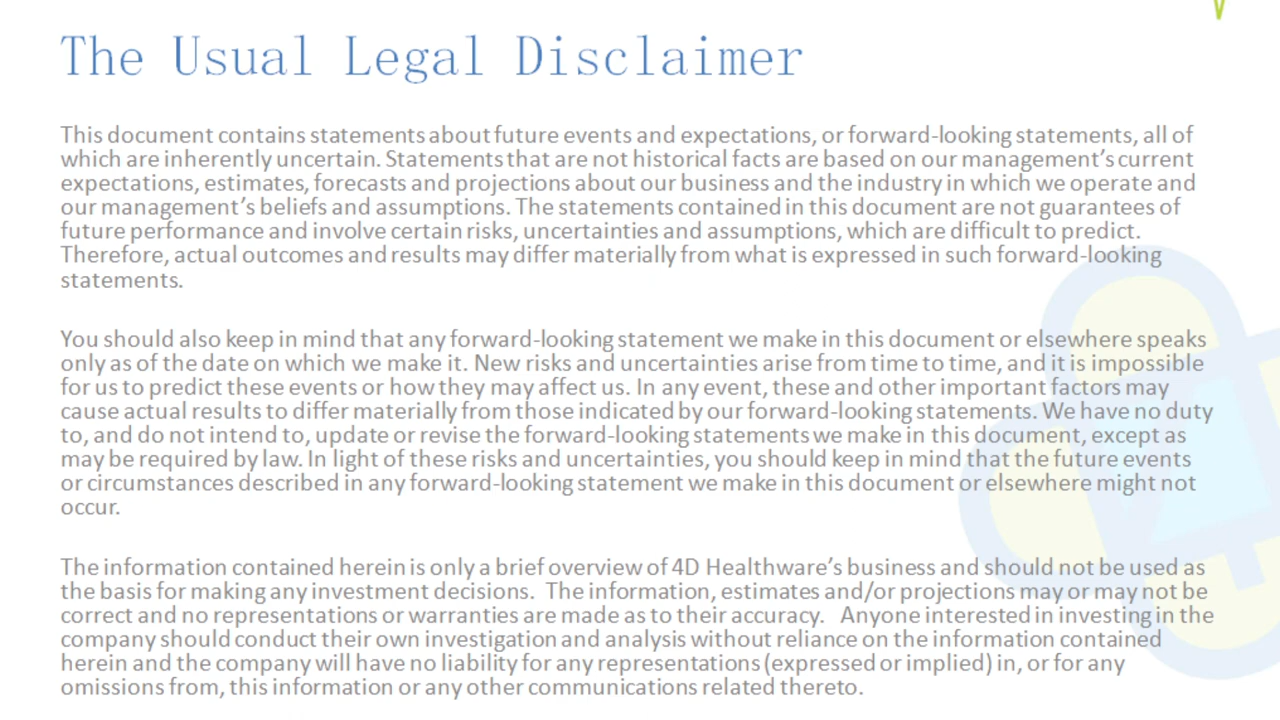 The Usual Legal Disclaimer
This document contains statements about future events and expectations, or forward-looking statements, all of
which are inherently uncertain. Statements that are not historical facts are based on our management's current
expectations, estimates, forecasts and projections about our business and the industry in which we operate and
our management's beliefs and assumptions. The statements contained in this document are not guarantees of
future performance and involve certain risks, uncertainties and assumptions, which are difficult to predict.
Therefore, actual outcomes and results may differ materially from what is expressed in such forward-looking
statements.
You should also keep in mind that any forward-looking statement we make in this document or elsewhere speaks
only as of the date on which we make it. New risks and uncertainties arise from time to time, and it is impossible
for us to predict these events or how they may affect us. In any event, these and other important factors may
cause actual results to differ materially from those indicated by our forward-looking statements. We have no duty
to, and do not intend to, update or revise the forward-looking statements we make in this document, except as
may be required by law. In light of these risks and uncertainties, you should keep in mind that the future events
or circumstances described in any forward-looking statement we make in this document or elsewhere might not
occur.
The information contained herein is only a brief overview of 4D Healthware's business and should not be used as
the basis for making any investment decisions.  The information, estimates and/or projections may or may not be
correct and no representations or warranties are made as to their accuracy.   Anyone interested in investing in the
company should conduct their own investigation and analysis without reliance on the information contained
herein and the company will have no liability for any representations (expressed or implied) in, or for any
omissions from, this information or any other communications related thereto.